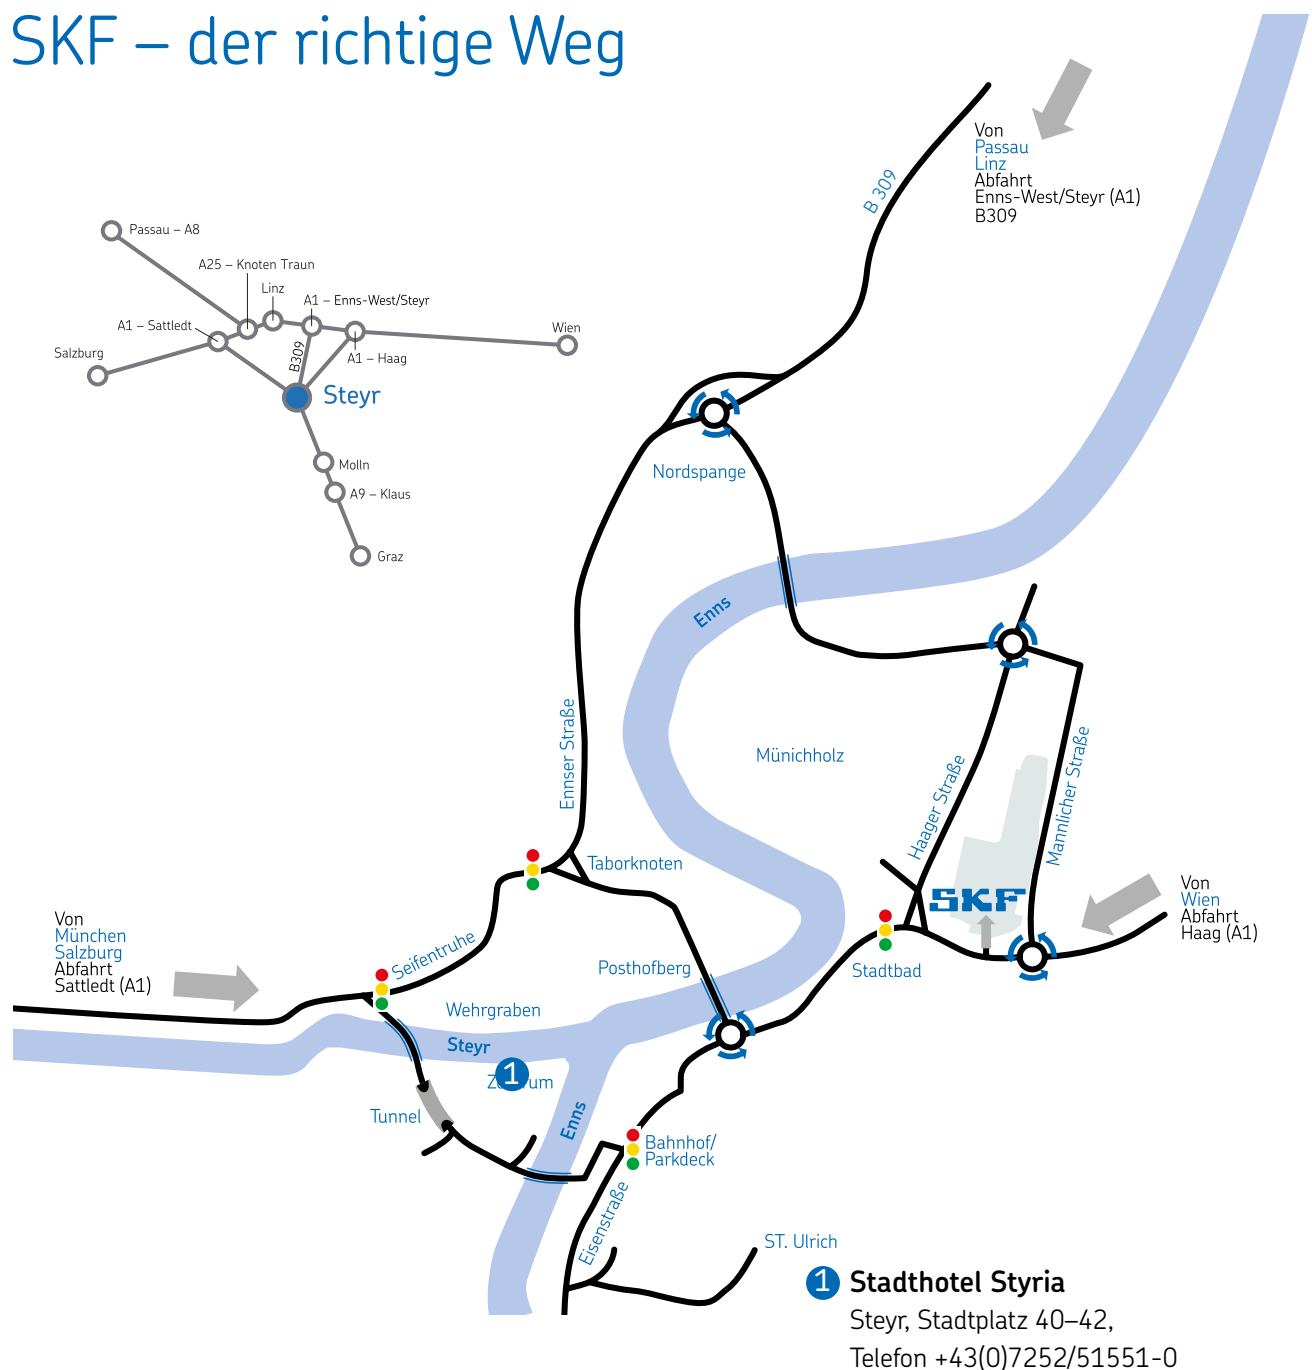 SKF – der richtige Weg
Von
Passau
Linz
Abfahrt
Enns-West/Steyr (A1)
B309
B 309
Passau – A8
A25 – Knoten Traun
Linz
A1 – Enns-West/Steyr
A1 – Sattledt
Wien
Salzburg
B309
A1 – Haag
Steyr
Molln
A9 – Klaus
Graz
Nordspange
Enns
Ennser Straße
Münichholz
Haager Straße
Mannlicher Straße
Taborknoten
SKF
Von
Wien
Abfahrt
Haag (A1)
Von
München
Salzburg
Abfahrt
Sattledt (A1)
Seifentruhe
Posthofberg
Stadtbad
Wehrgraben
Steyr
1
Tunnel
Enns
Bahnhof/
Parkdeck
Eisenstraße
ST. Ulrich
1 Stadthotel Styria
Steyr, Stadtplatz 40–42,
Telefon +43(0)7252/51551-0